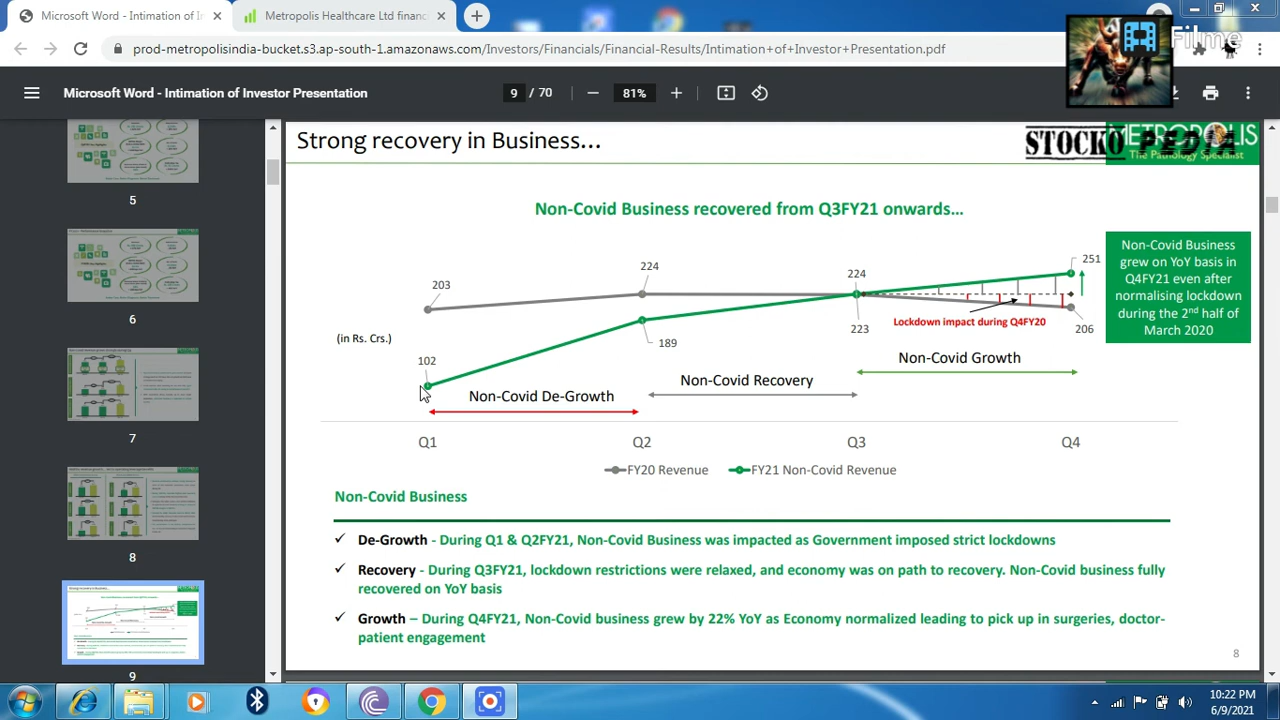 Microsoft Word - Intimation of In
Metropolis Healthcare Ltd financ
Filme
prod-metropolisindia-bucket.s3.ap-south-1.amazonaws.com/Investors/Financials/Financial-Results/Intimation+of+Investor+Presentation.pdf
Microsoft Word - Intimation of Investor Presentation
9 / 70
81%
Strong recovery in Business...
STOCKO PEDIA
METROPOLIS
The Pathology Specialist
5
6
7
8
9
Non-Covid Business recovered from Q3FY21 onwards...
203
224
224
251
(in Rs. Crs.)
102
189
223
206
Lockdown impact during Q4FY20
Non-Covid De-Growth
Non-Covid Recovery
Non-Covid Growth
Q1
Q2
Q3
Q4
FY20 Revenue
FY21 Non-Covid Revenue
Non-Covid Business
grew on YoY basis in
Q4FY21 even after
normalising lockdown
during the 2nd half of
March 2020
Non-Covid Business
✓ De-Growth - During Q1 & Q2FY21, Non-Covid Business was impacted as Government imposed strict lockdowns
✓ Recovery - During Q3FY21, lockdown restrictions were relaxed, and economy was on path to recovery. Non-Covid business fully
recovered on YoY basis
✓ Growth – During Q4FY21, Non-Covid business grew by 22% YoY as Economy normalized leading to pick up in surgeries, doctor-
patient engagement
8
10:22 PM
6/9/2021